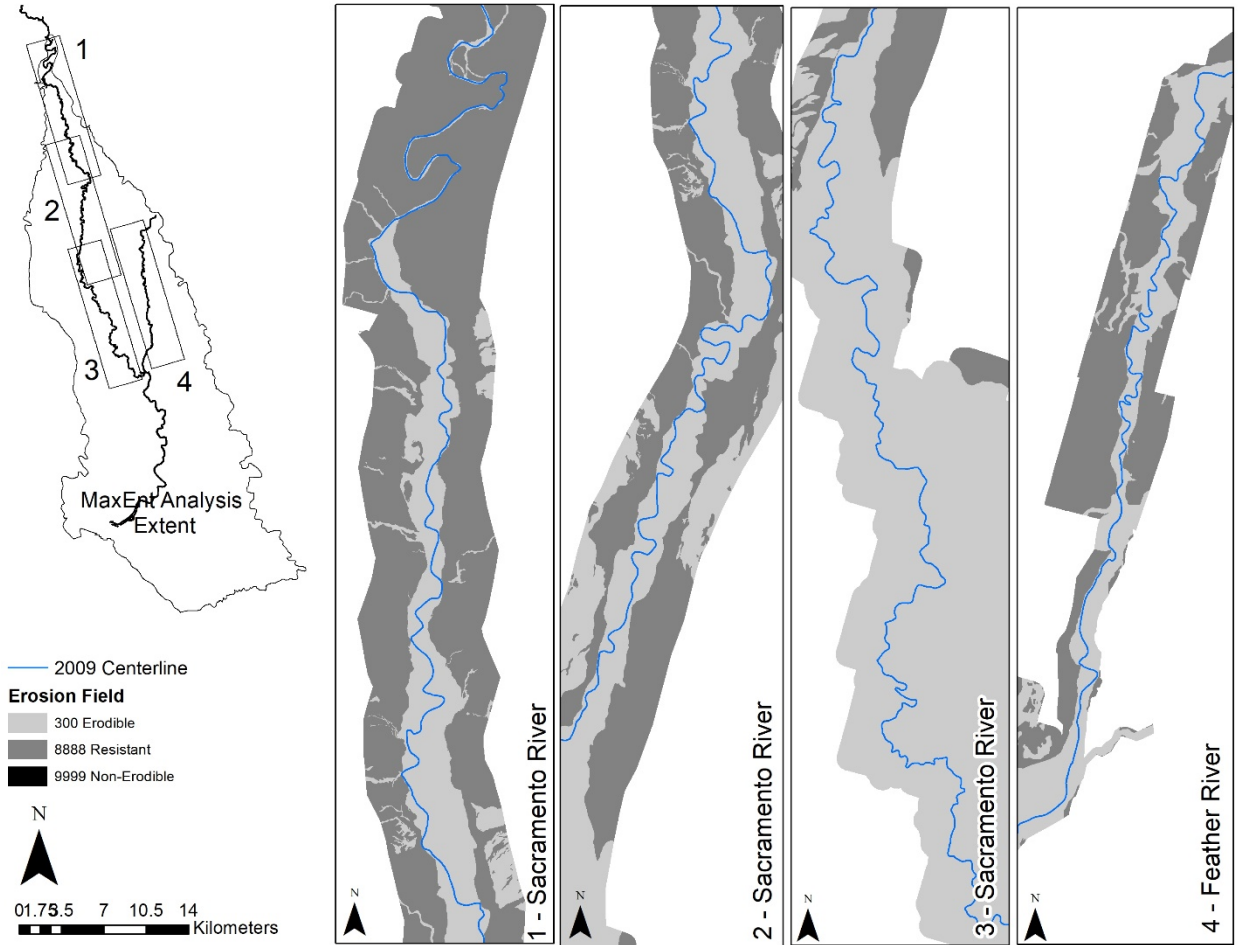 1
2
3
4
MaxEnt Analysis
Extent
2009 Centerline
Erosion Field
300 Erodible
8888 Resistant
9999 Non-Erodible
N
01.753.5 7 10.5 14
Kilometers
N
1 - Sacramento River
N
2 - Sacramento River
N
3 - Sacramento River
N
4 - Feather River